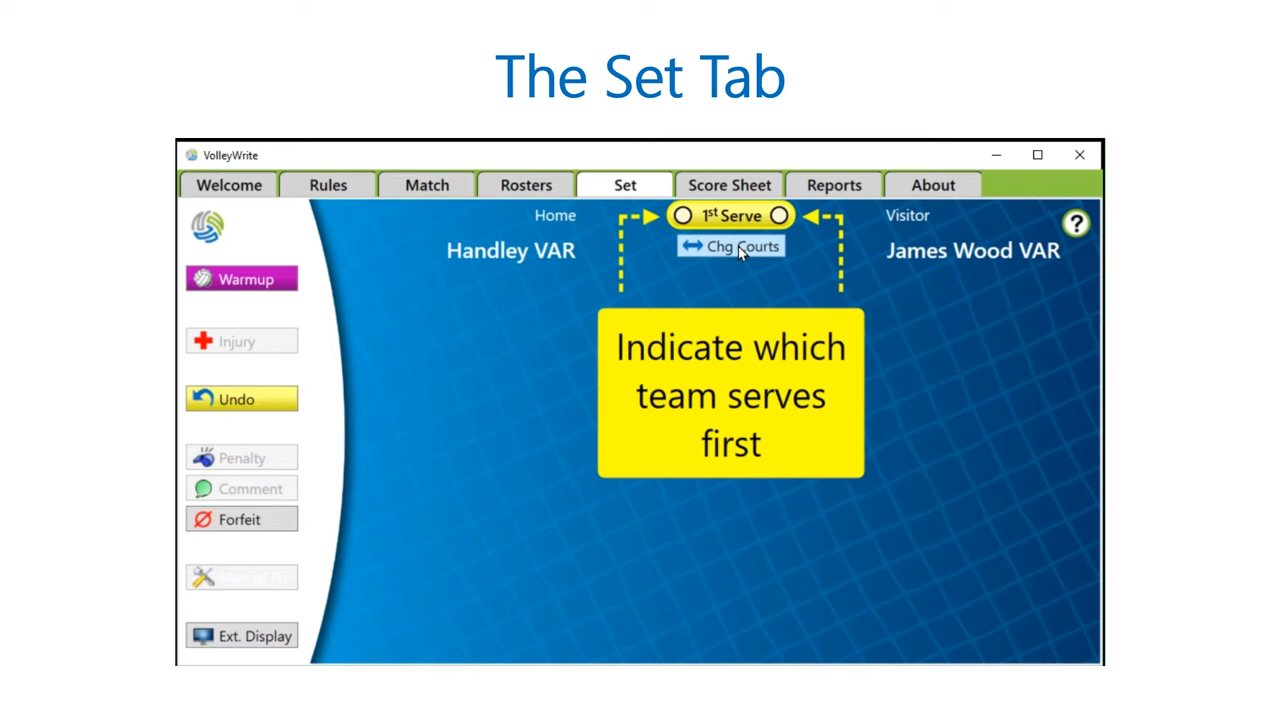 The Set Tab
VolleyWrite
Welcome Rules Match Rosters Set Score Sheet Reports About
Home 1st Serve Visitor ?
Handley VAR Chg Courts James Wood VAR
Warmup
Injury
Undo
Penalty
Comment
Forfeit
Ext. Display
Indicate which
team serves
first